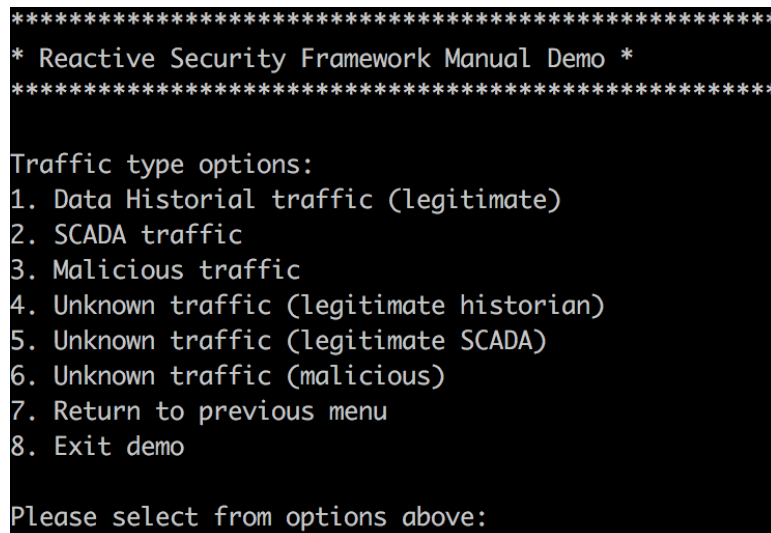 *****************************************************
* Reactive Security Framework Manual Demo *
*****************************************************
Traffic type options:
1. Data Historial traffic (legitimate)
2. SCADA traffic
3. Malicious traffic
4. Unknown traffic (legitimate historian)
5. Unknown traffic (legitimate SCADA)
6. Unknown traffic (malicious)
7. Return to previous menu
8. Exit demo
Please select from options above: